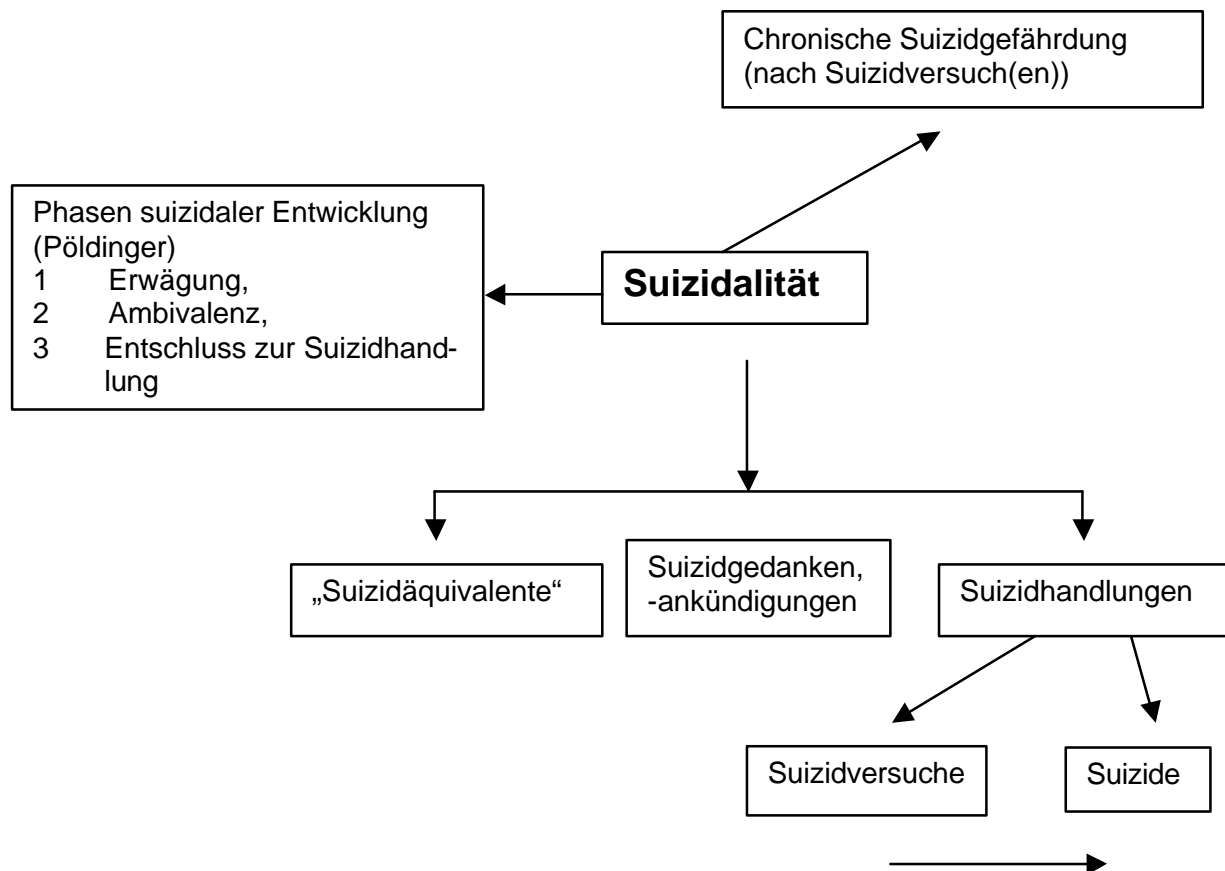 Chronische Suizidgefährdung
(nach Suizidversuch(en))
Phasen suizidaler Entwicklung
(Pöldinger)
1 Erwägung,
2 Ambivalenz,
3 Entschluss zur Suizidhand-
lung
Suizidalität
„Suizidäquivalente“
Suizidgedanken,
-ankündigungen
Suizidhandlungen
Suizidversuche
Suizide